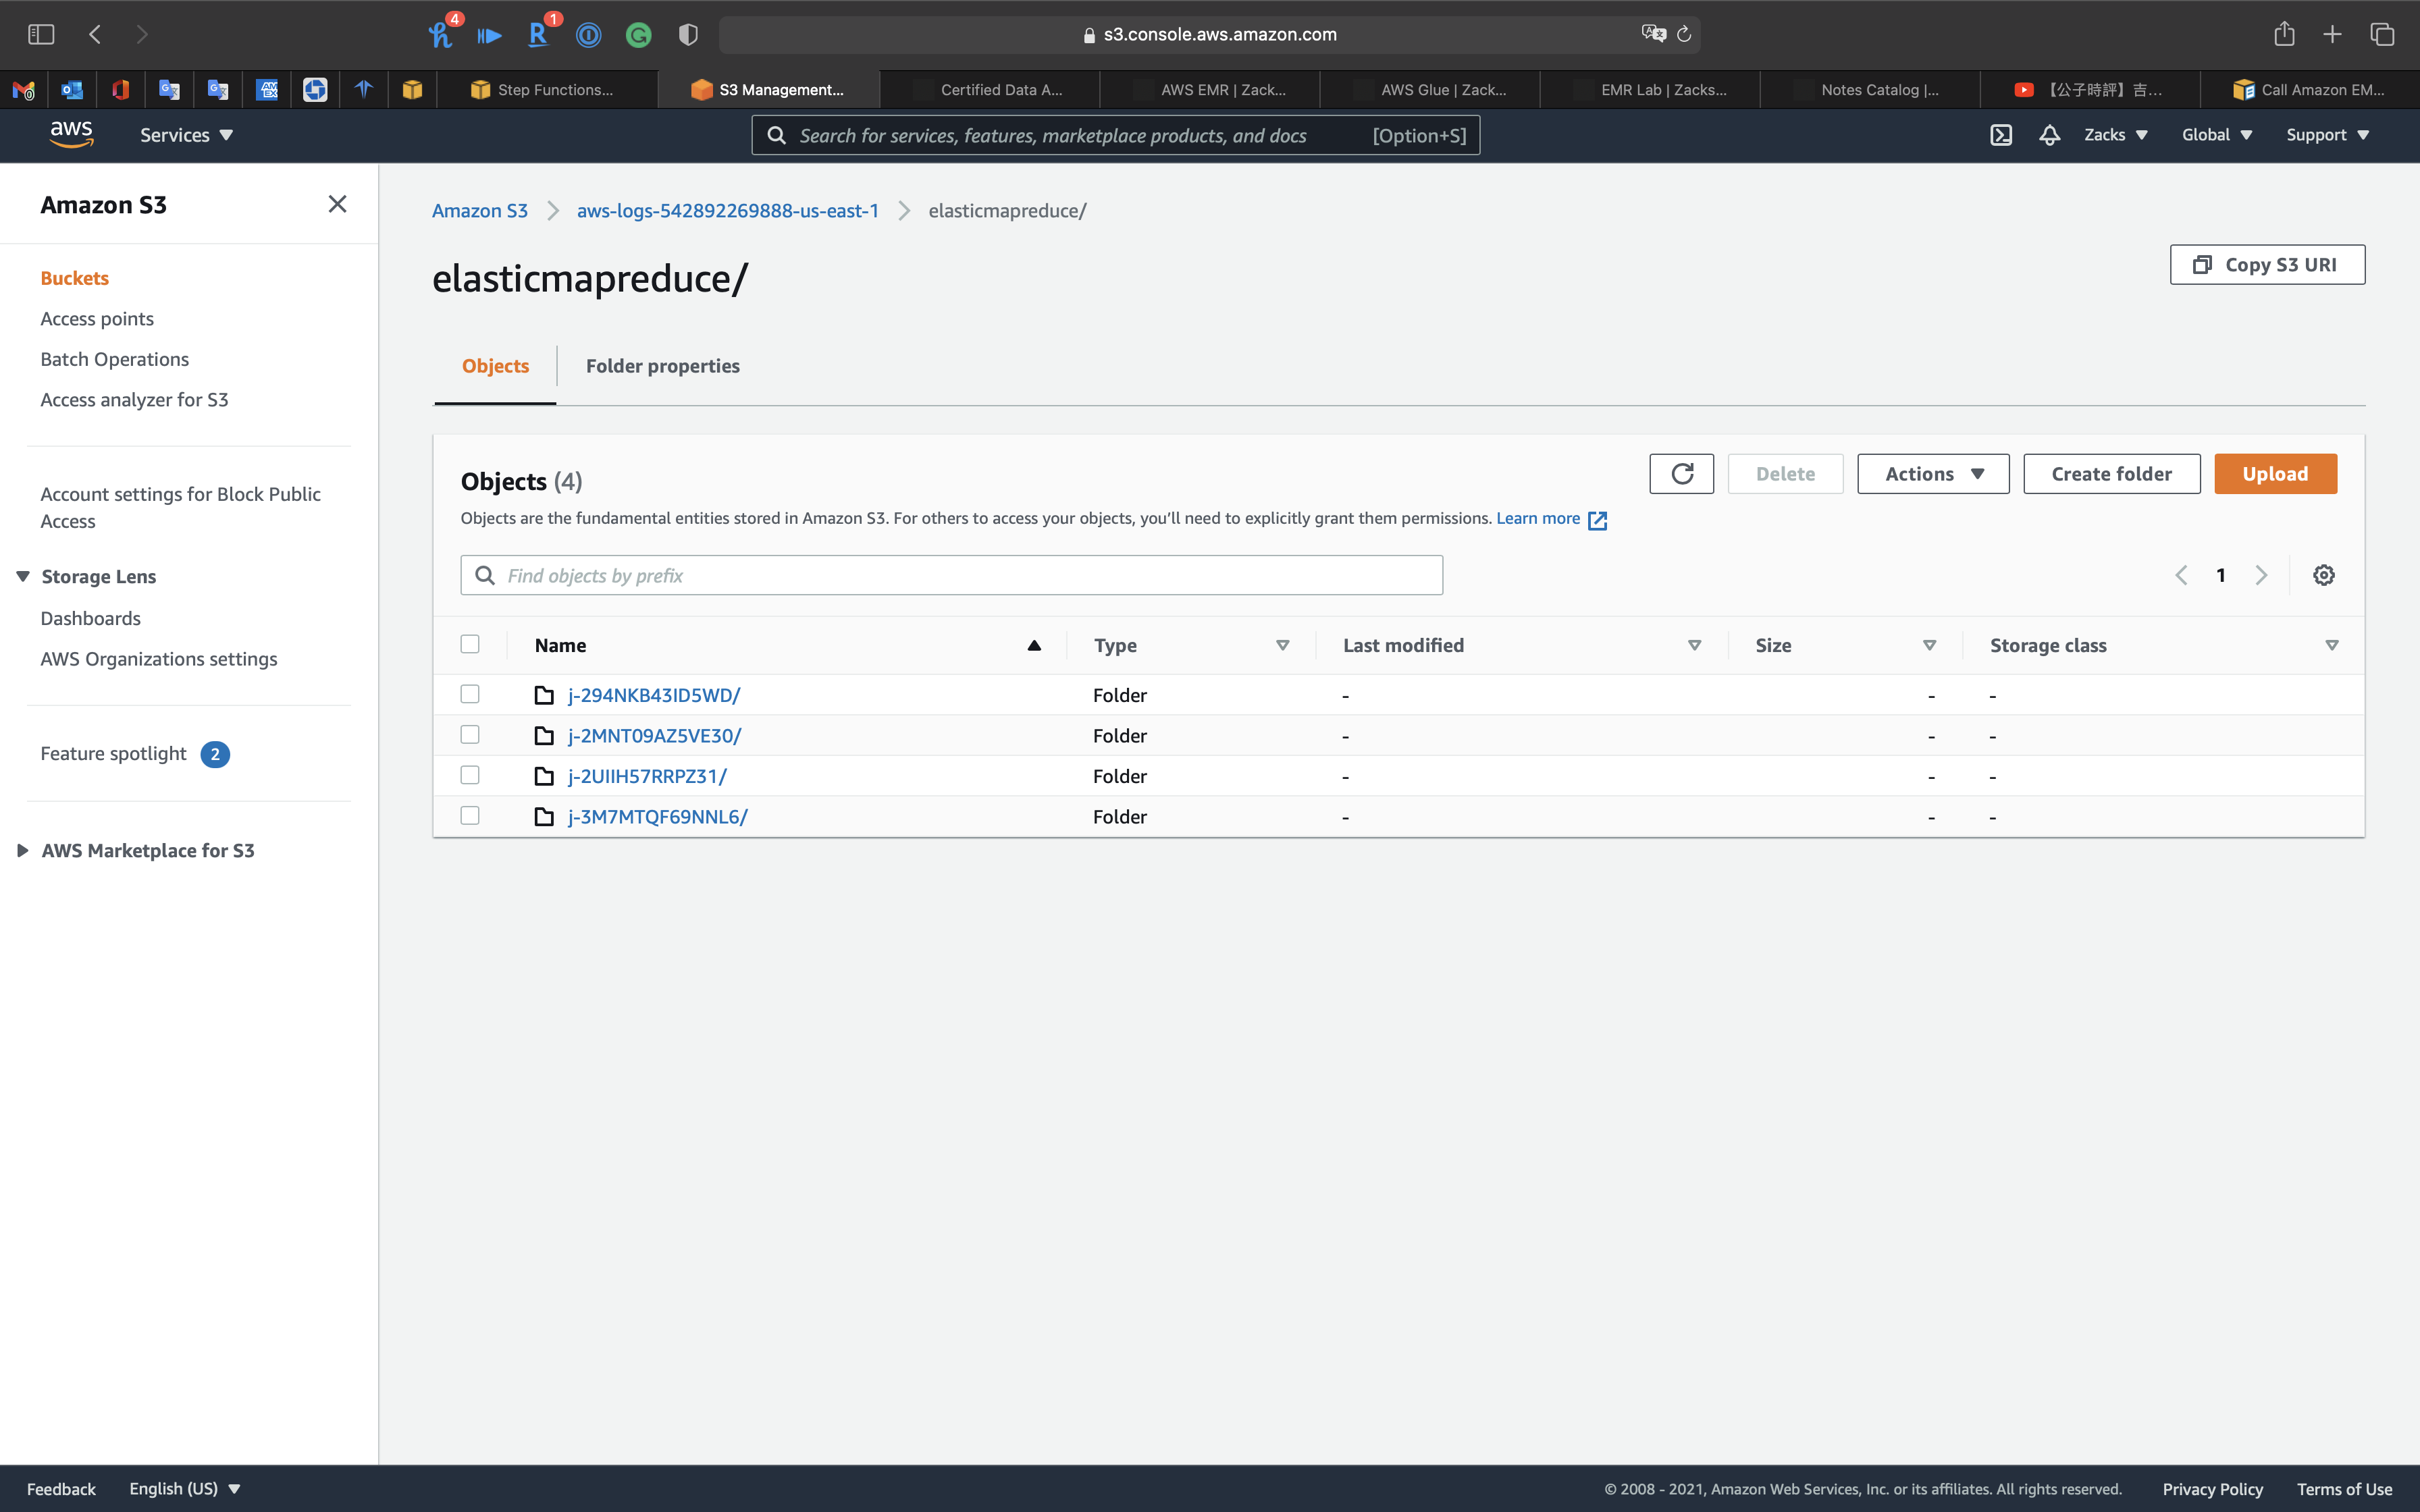 4
1
s3.console.aws.amazon.com
Step Functions...
S3 Management...
Certified Data A...
AWS EMR | Zack...
AWS Glue | Zack...
EMR Lab | Zacks...
Notes Catalog |...
【公子時評】吉...
Call Amazon EM...
aws
Services
Search for services, features, marketplace products, and docs
[Option+S]
Zacks
Global
Support
Amazon S3
Buckets
Access points
Batch Operations
Access analyzer for S3
Account settings for Block Public
Access
Storage Lens
Dashboards
AWS Organizations settings
Feature spotlight 2
AWS Marketplace for S3
Amazon S3 > aws-logs-542892269888-us-east-1 > elasticmapreduce/
elasticmapreduce/
Copy S3 URI
Objects
Folder properties
Objects (4)
Delete
Actions
Create folder
Upload
Objects are the fundamental entities stored in Amazon S3. For others to access your objects, you’ll need to explicitly grant them permissions. Learn more
Find objects by prefix
1
Name Type Last modified Size Storage class
j-294NKB43ID5WD/ Folder - - -
j-2MNT09AZ5VE30/ Folder - - -
j-2UIIH57RRPZ31/ Folder - - -
j-3M7MTQF69NNL6/ Folder - - -
Feedback
English (US)
© 2008 - 2021, Amazon Web Services, Inc. or its affiliates. All rights reserved.
Privacy Policy
Terms of Use